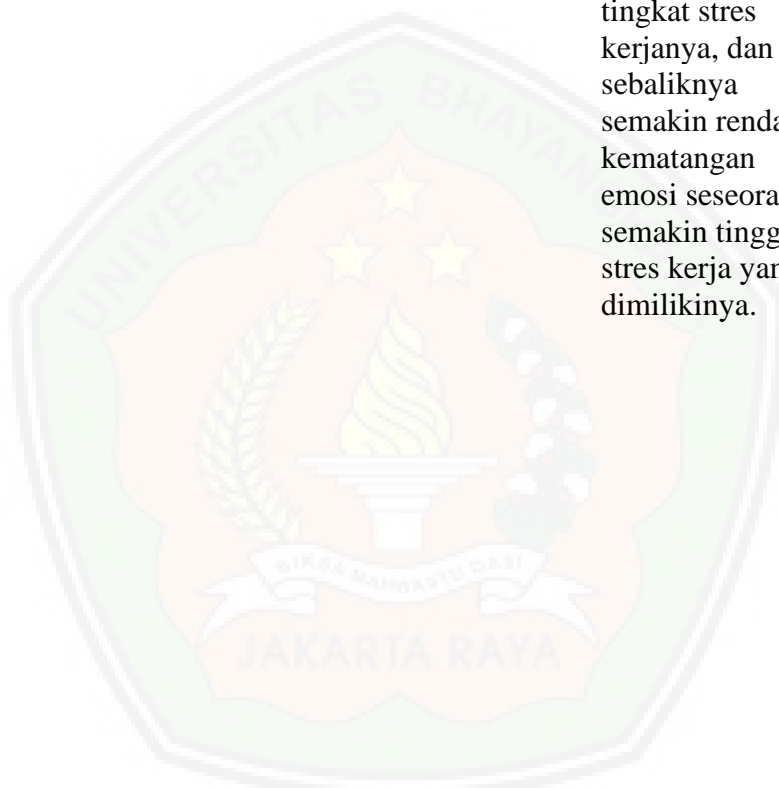 tingkat stres
kerjanya, dan
sebaliknya
semakin renda
kematangan
emosi seseora
semakin tingg
stres kerja yan
dimilikinya.
UNIVERSITAS BHAYAN
JAKARTA RAYA